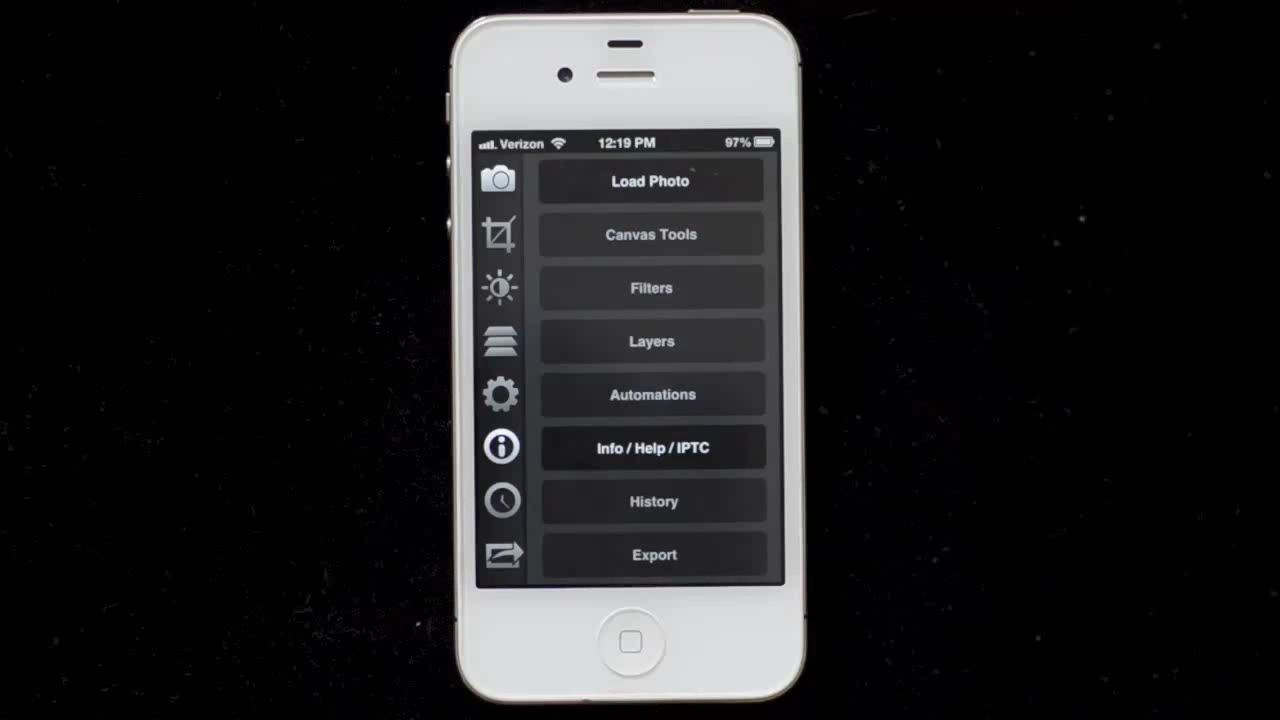 Verizon 12:19 PM 97%
Load Photo
Canvas Tools
Filters
Layers
Automations
Info / Help / IPTC
History
Export